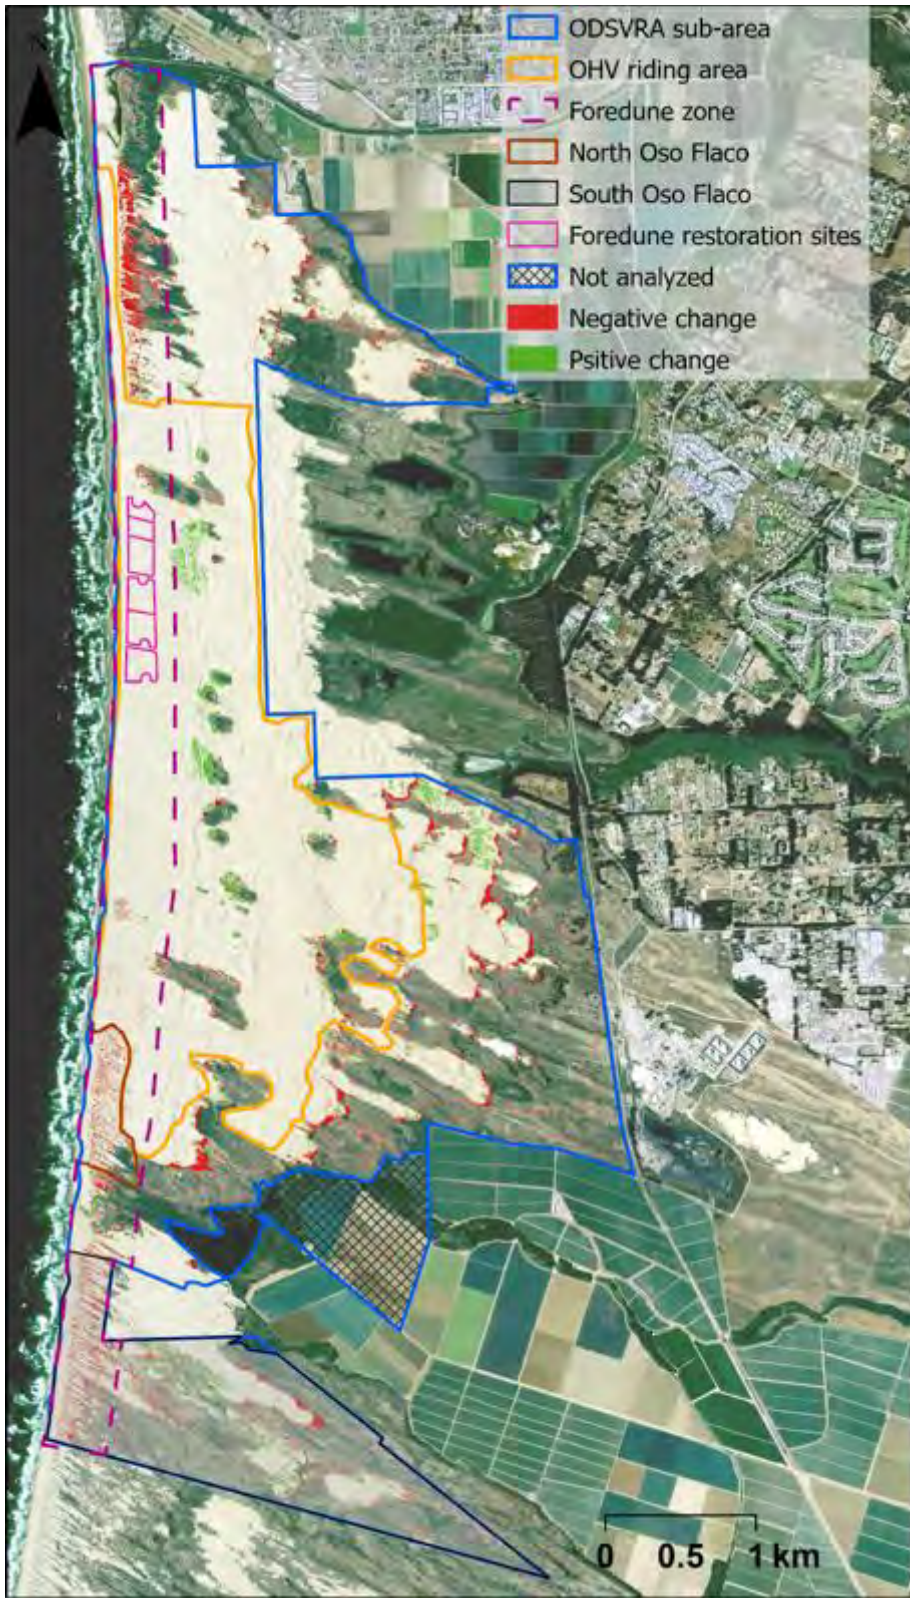 N
ODSVRA sub-area
OHV riding area
Foredune zone
North Oso Flaco
South Oso Flaco
Foredune restoration sites
Not analyzed
Negative change
Psitive change
0 0.5 1 km